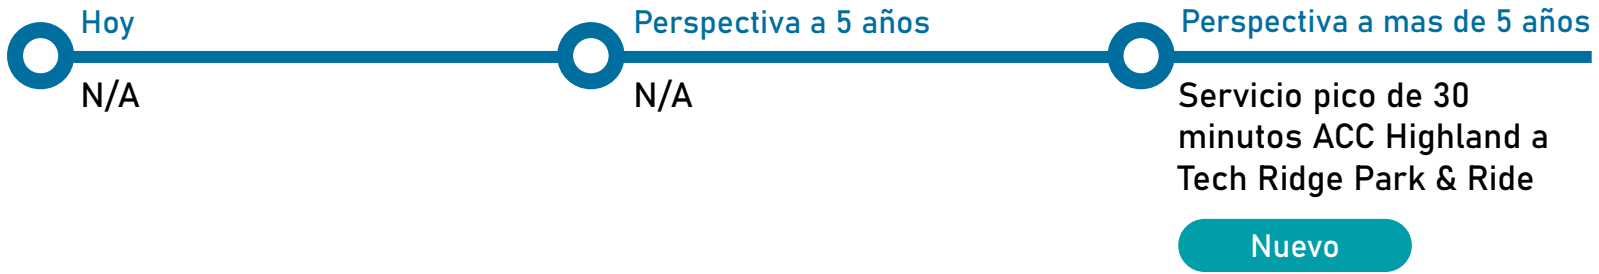 Hoy
N/A
Perspectiva a 5 años
N/A
Perspectiva a mas de 5 años
Servicio pico de 30
minutos ACC Highland a
Tech Ridge Park & Ride
Nuevo